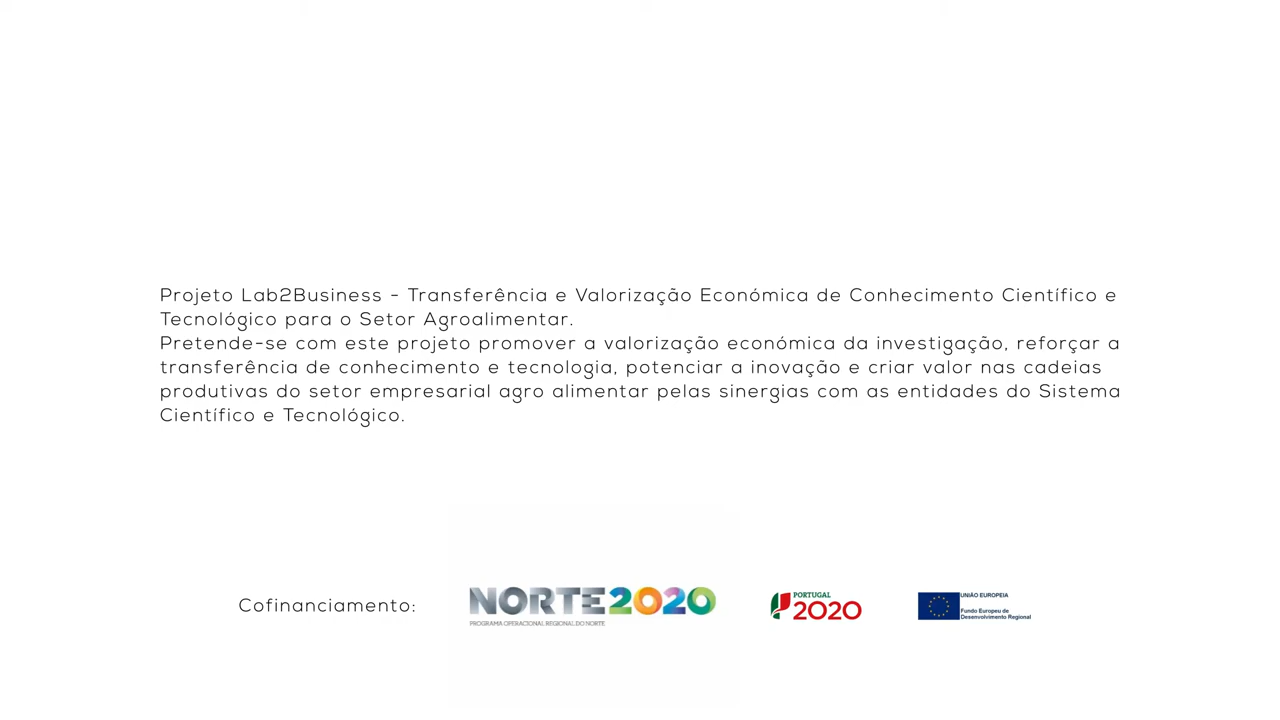 Projeto Lab2Business - Transferência e Valorização Económica de Conhecimento Científico e
Tecnológico para o Setor Agroalimentar.
Pretende-se com este projeto promover a valorização económica da investigação, reforçar a
transferência de conhecimento e tecnologia, potenciar a inovação e criar valor nas cadeias
produtivas do setor empresarial agro alimentar pelas sinergias com as entidades do Sistema
Científico e Tecnológico.
Cofinanciamento:
NORTE2020
PROGRAMA OPERACIONAL REGIONAL DO NORTE
PORTUGAL
2020
UNIÃO EUROPEIA
Fundo Europeu de
Desenvolvimento Regional